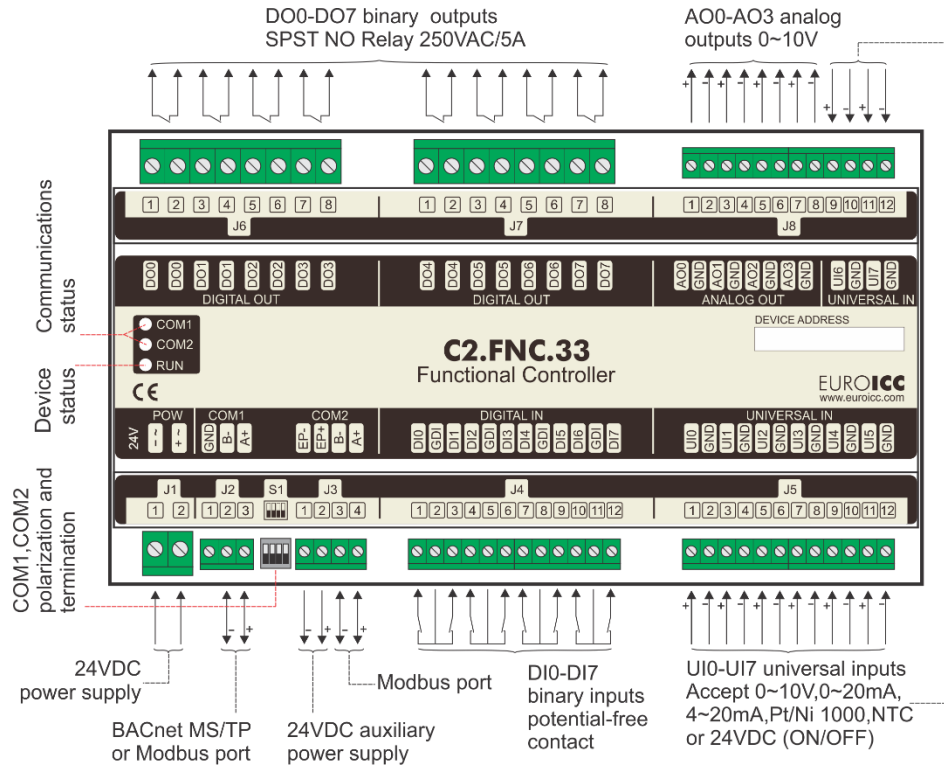 DO0-DO7 binary outputs
SPST NO Relay 250VAC/5A
AO0-AO3 analog
outputs 0~10V
+ - + - + - + - + - + -
1 2 3 4 5 6 7 8
J6
1 2 3 4 5 6 7 8
J7
1 2 3 4 5 6 7 8 9 10 11 12
J8
DO0 DO0 DO1 DO1 DO2 DO2 DO3 DO3
DIGITAL OUT
DO4 DO4 DO5 DO5 DO6 DO6 DO7 DO7
DIGITAL OUT
AO0 GND AO1 GND AO2 GND AO3 GND
ANALOG OUT
UI6 GND UI7 GND
UNIVERSAL IN
Communications
status
COM1
COM2
RUN
Device
status
C2.FNC.33
Functional Controller
DEVICE ADDRESS
CE
EUROICC
www.euroicc.com
24V
POW
- ~ + ~
COM1
GND B- A+
COM2
EP- EP+ B- A+
DIGITAL IN
DI0 GDI DI1 DI2 GDI DI3 DI4 GDI DI5 DI6 GDI DI7
UNIVERSAL IN
UI0 GND UI1 GND UI2 GND UI3 GND UI4 GND UI5 GND
J1
1 2
J2
1 2 3
S1
J3
1 2 3 4
J4
1 2 3 4 5 6 7 8 9 10 11 12
J5
1 2 3 4 5 6 7 8 9 10 11 12
COM1,COM2
polarization and
termination
- + - + - +
+ - + - + - + - + - + -
24VDC
power supply
BACnet MS/TP
or Modbus port
24VDC auxiliary
power supply
Modbus port
DI0-DI7
binary inputs
potential-free
contact
UI0-UI7 universal inputs
Accept 0~10V,0~20mA,
4~20mA,Pt/Ni 1000,NTC
or 24VDC (ON/OFF)